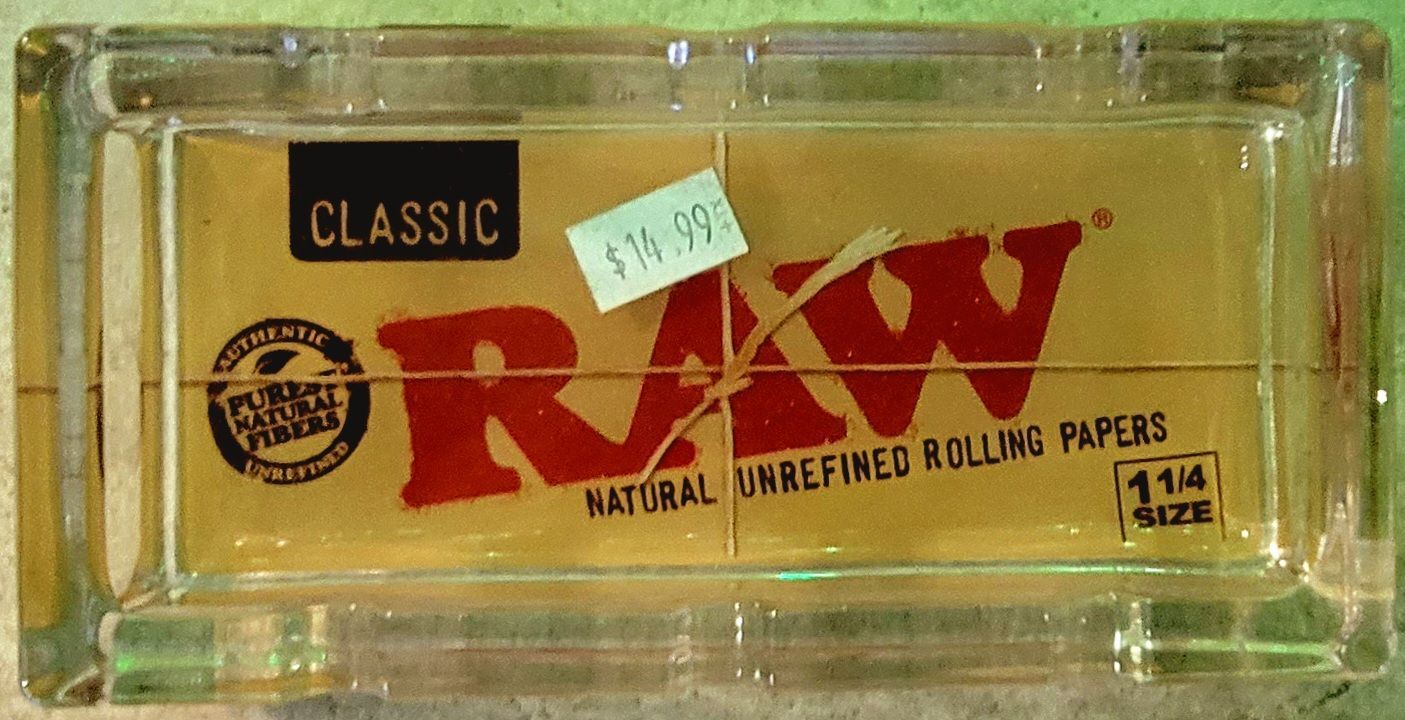 CLASSIC
$14.99
RAW®
AUTHENTIC
PUREST
NATURAL
FIBERS
UNREFINED
NATURAL UNREFINED ROLLING PAPERS
1 1/4
SIZE